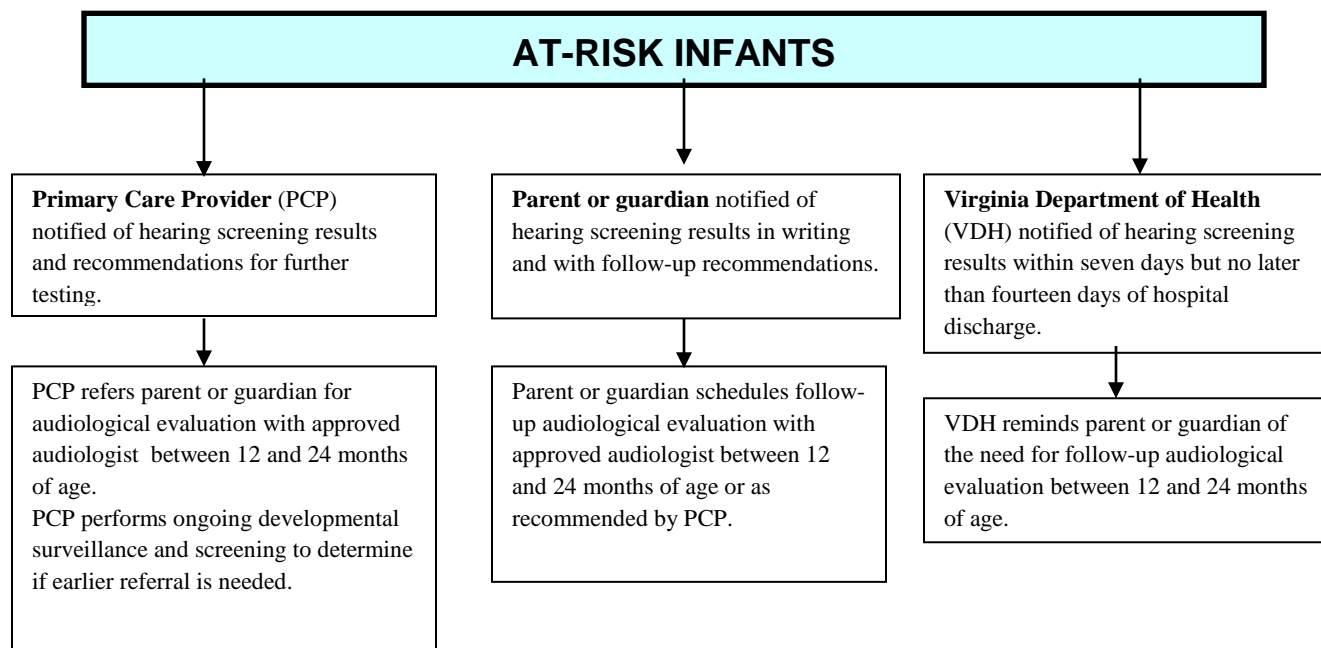 AT-RISK INFANTS
Primary Care Provider (PCP)
notified of hearing screening results
and recommendations for further
testing.
Parent or guardian notified of
hearing screening results in writing
and with follow-up recommendations.
Virginia Department of Health
(VDH) notified of hearing screening
results within seven days but no later
than fourteen days of hospital
discharge.
PCP refers parent or guardian for
audiological evaluation with approved
audiologist between 12 and 24 months
of age.
PCP performs ongoing developmental
surveillance and screening to determine
if earlier referral is needed.
Parent or guardian schedules follow-
up audiological evaluation with
approved audiologist between 12
and 24 months of age or as
recommended by PCP.
VDH reminds parent or guardian of
the need for follow-up audiological
evaluation between 12 and 24 months
of age.